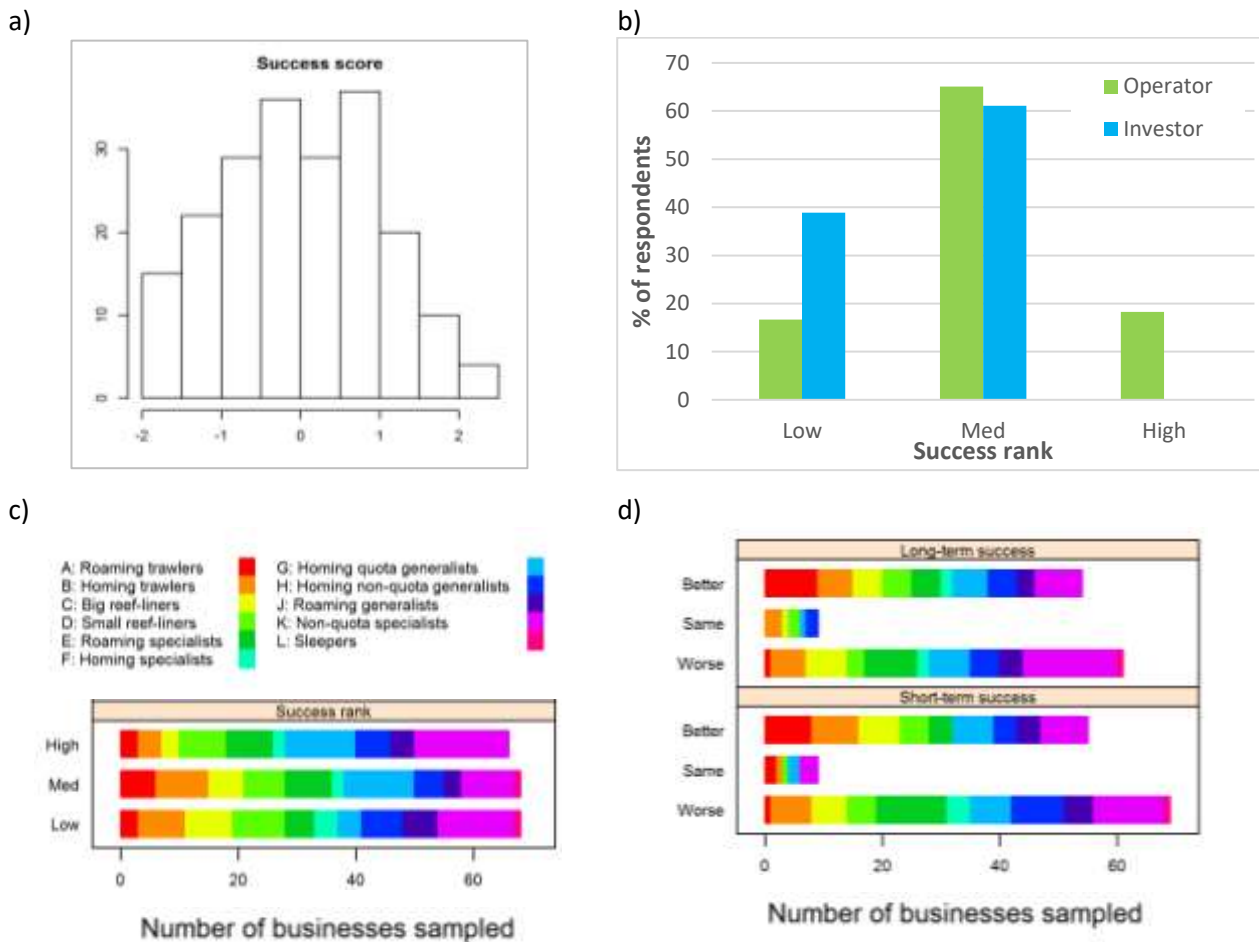 a)
Success score
30
20
10
0
-2 -1 0 1 2
b)
70
60
50
40
30
20
10
0
% of respondents
Operator
Investor
Low Med High
Success rank
c)
A: Roaming trawlers
B: Homing trawlers
C: Big reef-liners
D: Small reef-liners
E: Roaming specialists
F: Homing specialists
G: Homing quota generalists
H: Homing non-quota generalists
J: Roaming generalists
K: Non-quota specialists
L: Sleepers
Success rank
High
Med
Low
0 20 40 60
Number of businesses sampled
d)
Long-term success
Better
Same
Worse
Short-term success
Better
Same
Worse
0 20 40 60
Number of businesses sampled